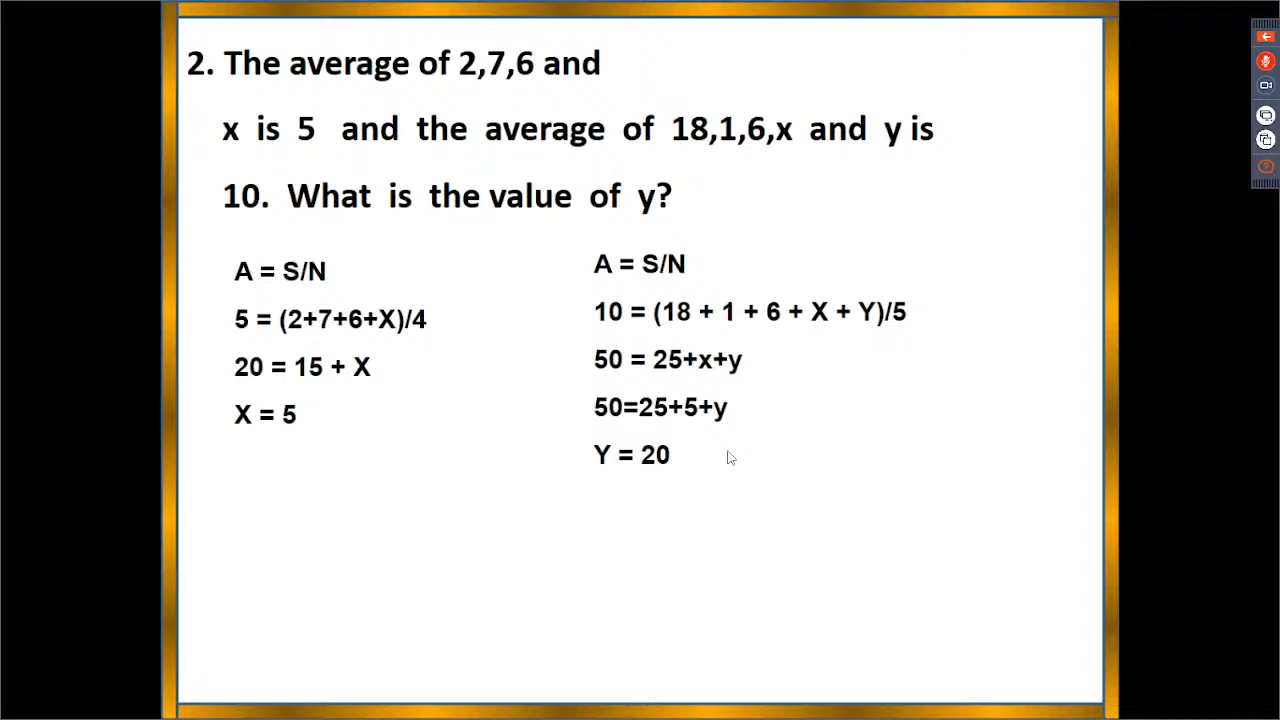 2. The average of 2,7,6 and
x is 5 and the average of 18,1,6,x and y is
10. What is the value of y?
A = S/N
5 = (2+7+6+X)/4
20 = 15 + X
X = 5
A = S/N
10 = (18 + 1 + 6 + X + Y)/5
50 = 25+x+y
50=25+5+y
Y = 20